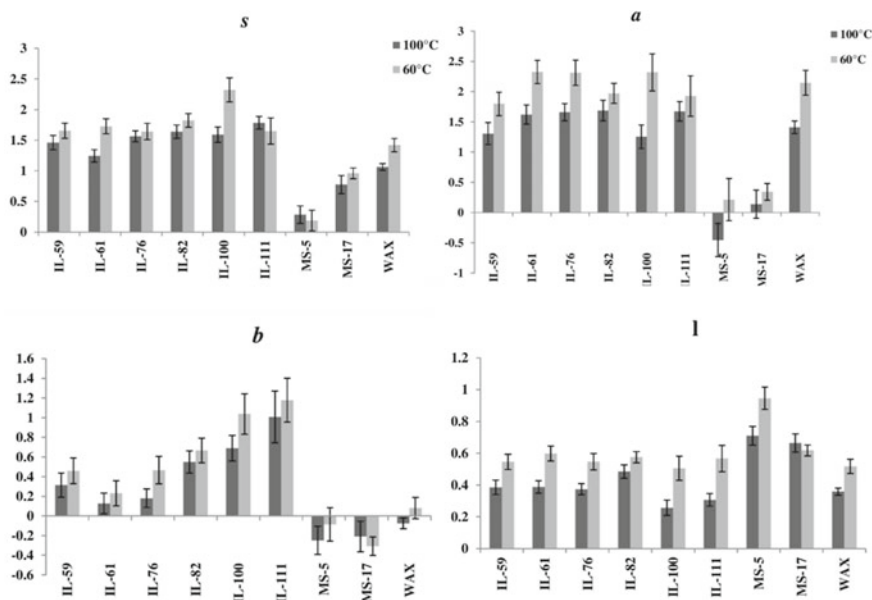 s
3
2.5
2
1.5
1
0.5
0
100°C
60°C
IL-59
IL-61
IL-76
IL-82
IL-100
IL-111
MS-5
MS-17
WAX
a
3
2.5
2
1.5
1
0.5
0
-0.5
-1
100°C
60°C
IL-59
IL-61
IL-76
IL-82
IL-100
IL-111
MS-5
MS-17
WAX
b
1.6
1.4
1.2
1
0.8
0.6
0.4
0.2
0
-0.2
-0.4
-0.6
IL-59
IL-61
IL-76
IL-82
IL-100
IL-111
MS-5
MS-17
WAX
l
1.2
1
0.8
0.6
0.4
0.2
0
IL-59
IL-61
IL-76
IL-82
IL-100
IL-111
MS-5
MS-17
WAX